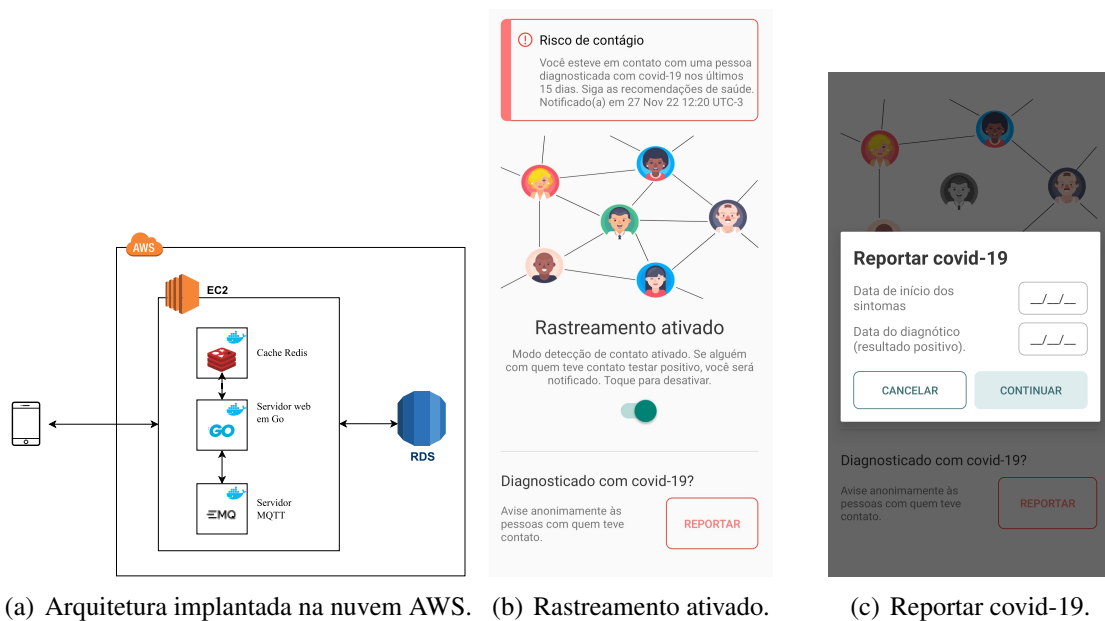 AWS
EC2
Cache Redis
Servidor web
em Go
GO
EMQ
Servidor
MQTT
RDS
(a) Arquitetura implantada na nuvem AWS.
Risco de contágio
Você esteve em contato com uma pessoa
diagnosticada com covid-19 nos últimos
15 dias. Siga as recomendações de saúde.
Notificado(a) em 27 Nov 22 12:20 UTC-3
Rastreamento ativado
Modo detecção de contato ativado. Se alguém
com quem teve contato testar positivo, você será
notificado. Toque para desativar.
Diagnosticado com covid-19?
Avise anonimamente às
pessoas com quem teve
contato.
REPORTAR
(b) Rastreamento ativado.
Reportar covid-19
Data de início dos
sintomas
__/__/__
Data do diagnótico
(resultado positivo).
__/__/__
CANCELAR
CONTINUAR
Diagnosticado com covid-19?
Avise anonimamente às
pessoas com quem teve
contato.
REPORTAR
(c) Reportar covid-19.